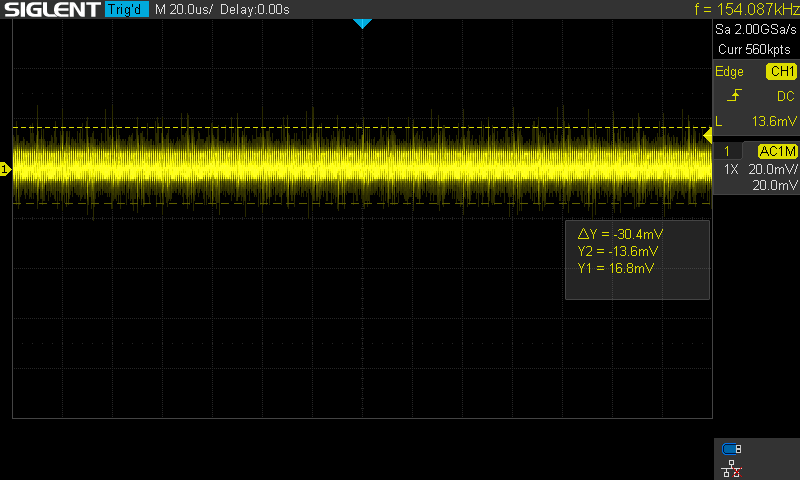 SIGLENT Trig'd M 20.0us/ Delay:0.00s f = 154.087kHz
Sa 2.00GSa/s
Curr 560kpts
Edge CH1
DC
L 13.6mV
1 AC1M
1X 20.0mV/
20.0mV
1
ΔY = -30.4mV
Y2 = -13.6mV
Y1 = 16.8mV